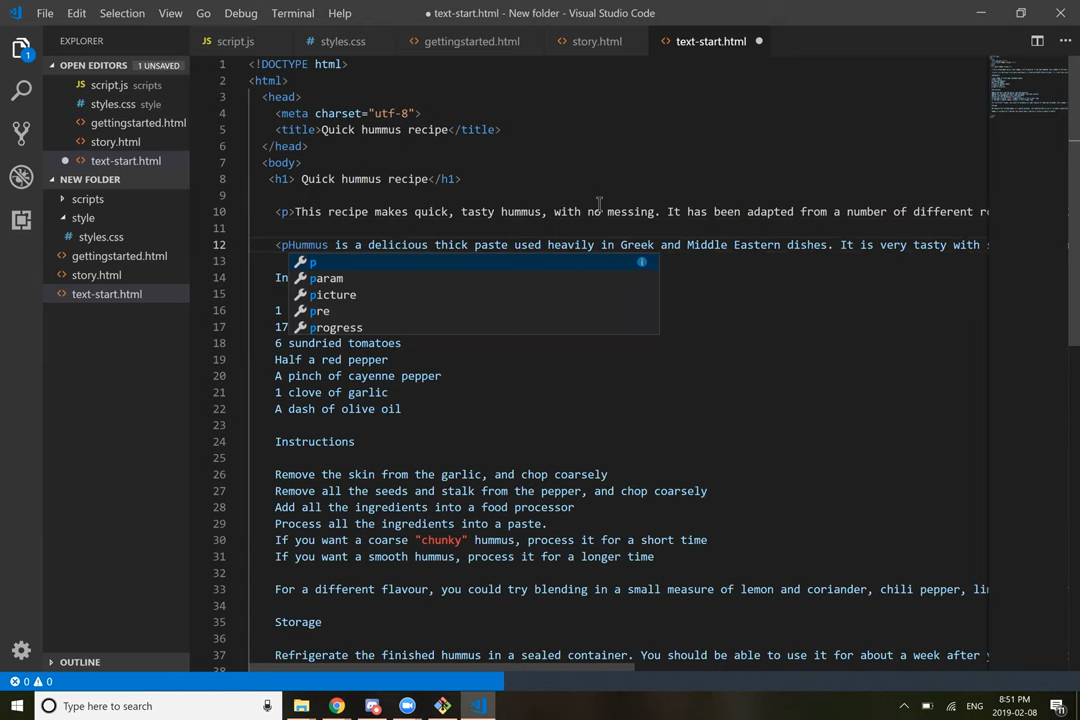 File Edit Selection View Go Debug Terminal Help ● text-start.html - New folder - Visual Studio Code
EXPLORER
script.js styles.css gettingstarted.html story.html text-start.html
OPEN EDITORS 1 UNSAVED
JS script.js scripts
# styles.css style
<> gettingstarted.html
<> story.html
<> text-start.html
NEW FOLDER
scripts
style
# styles.css
<> gettingstarted.html
<> story.html
<> text-start.html
OUTLINE
1 <!DOCTYPE html>
2 <html>
3 <head>
4 <meta charset="utf-8">
5 <title>Quick hummus recipe</title>
6 </head>
7 <body>
8 <h1> Quick hummus recipe</h1>
9
10 <p>This recipe makes quick, tasty hummus, with no messing. It has been adapted from a number of different
11
12 <pHummus is a delicious thick paste used heavily in Greek and Middle Eastern dishes. It is very tasty with
13
p
param
picture
pre
progress
14 In
15
16 1
17 17
18 6 sundried tomatoes
19 Half a red pepper
20 A pinch of cayenne pepper
21 1 clove of garlic
22 A dash of olive oil
23
24 Instructions
25
26 Remove the skin from the garlic, and chop coarsely
27 Remove all the seeds and stalk from the pepper, and chop coarsely
28 Add all the ingredients into a food processor
29 Process all the ingredients into a paste.
30 If you want a coarse "chunky" hummus, process it for a short time
31 If you want a smooth hummus, process it for a longer time
32
33 For a different flavour, you could try blending in a small measure of lemon and coriander, chili pepper,
34
35 Storage
36
37 Refrigerate the finished hummus in a sealed container. You should be able to use it for about a week after
38
0 0
Type here to search
ENG
8:51 PM
2019-02-08